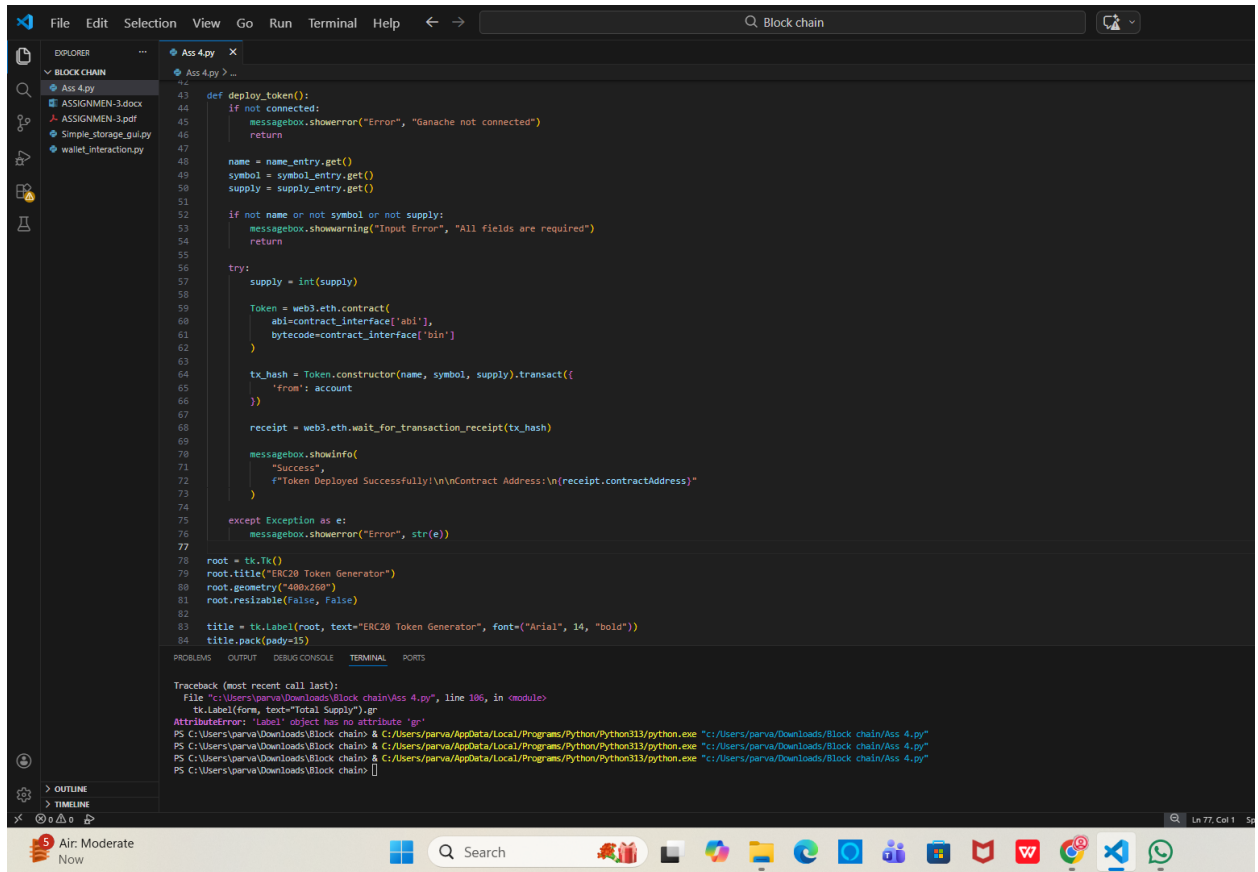 File Edit Selection View Go Run Terminal Help
Block chain
EXPLORER
BLOCK CHAIN
Ass 4.py
ASSIGNMEN-3.docx
ASSIGNMEN-3.pdf
Simple_storage_gui.py
wallet_interaction.py
OUTLINE
TIMELINE
Ass 4.py
Ass 4.py > ...
42
43 def deploy_token():
44 if not connected:
45 messagebox.showerror("Error", "Ganache not connected")
46 return
47
48 name = name_entry.get()
49 symbol = symbol_entry.get()
50 supply = supply_entry.get()
51
52 if not name or not symbol or not supply:
53 messagebox.showwarning("Input Error", "All fields are required")
54 return
55
56 try:
57 supply = int(supply)
58
59 Token = web3.eth.contract(
60 abi=contract_interface['abi'],
61 bytecode=contract_interface['bin']
62 )
63
64 tx_hash = Token.constructor(name, symbol, supply).transact({
65 'from': account
66 })
67
68 receipt = web3.eth.wait_for_transaction_receipt(tx_hash)
69
70 messagebox.showinfo(
71 "Success",
72 f"Token Deployed Successfully!\n\nContract Address:\n{receipt.contractAddress}"
73 )
74
75 except Exception as e:
76 messagebox.showerror("Error", str(e))
77
78 root = tk.Tk()
79 root.title("ERC20 Token Generator")
80 root.geometry("400x260")
81 root.resizable(False, False)
82
83 title = tk.Label(root, text="ERC20 Token Generator", font=("Arial", 14, "bold"))
84 title.pack(pady=15)
PROBLEMS OUTPUT DEBUG CONSOLE TERMINAL PORTS
Traceback (most recent call last):
File "c:\Users\parva\Downloads\Block chain\Ass 4.py", line 106, in <module>
tk.Label(form, text="Total Supply").gr
AttributeError: 'Label' object has no attribute 'gr'
PS C:\Users\parva\Downloads\Block chain> & C:/Users/parva/AppData/Local/Programs/Python/Python313/python.exe "c:/Users/parva/Downloads/Block chain/Ass 4.py"
PS C:\Users\parva\Downloads\Block chain> & C:/Users/parva/AppData/Local/Programs/Python/Python313/python.exe "c:/Users/parva/Downloads/Block chain/Ass 4.py"
PS C:\Users\parva\Downloads\Block chain> & C:/Users/parva/AppData/Local/Programs/Python/Python313/python.exe "c:/Users/parva/Downloads/Block chain/Ass 4.py"
PS C:\Users\parva\Downloads\Block chain>
0 0
Ln 77, Col 1 Sp
5
Air: Moderate
Now
Search
9
W